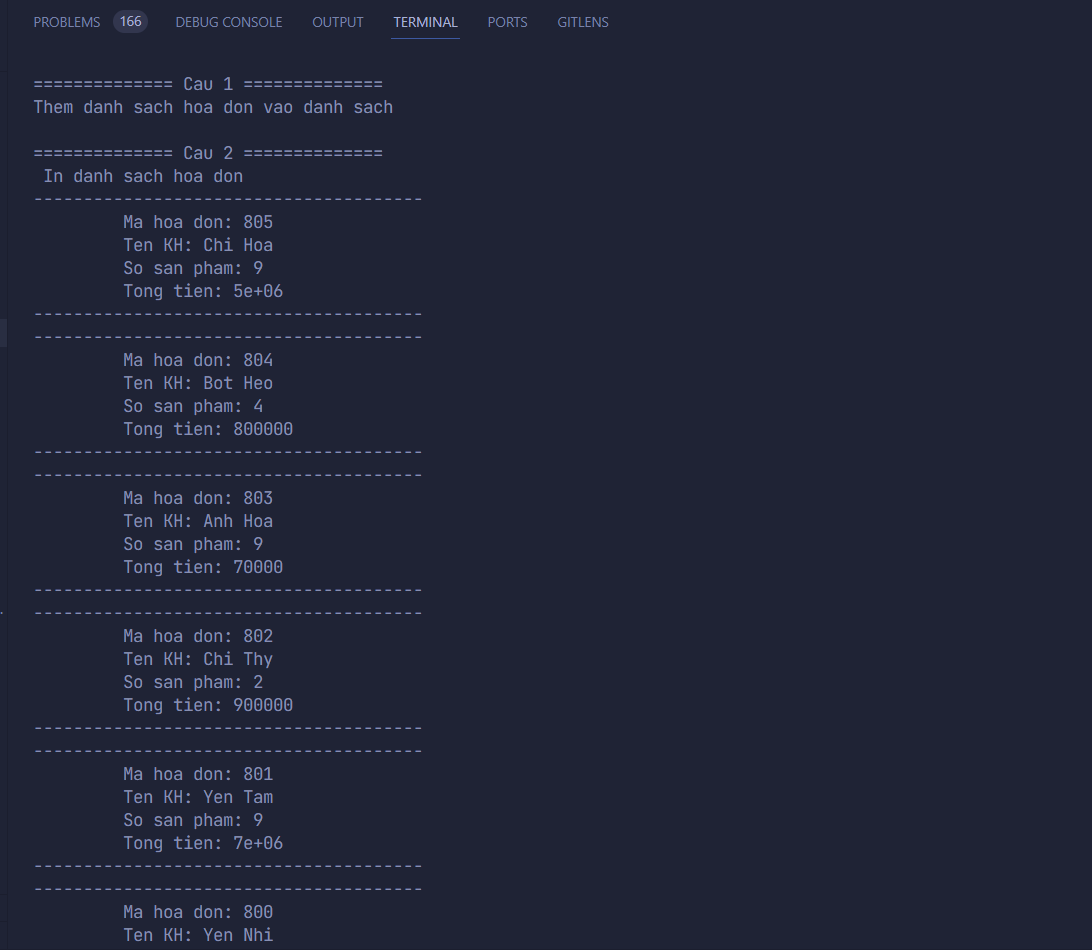 PROBLEMS 166 DEBUG CONSOLE OUTPUT TERMINAL PORTS GITLENS
============== Cau 1 ==============
Them danh sach hoa don vao danh sach
============== Cau 2 ==============
In danh sach hoa don
---------------------------------------
Ma hoa don: 805
Ten KH: Chi Hoa
So san pham: 9
Tong tien: 5e+06
---------------------------------------
---------------------------------------
Ma hoa don: 804
Ten KH: Bot Heo
So san pham: 4
Tong tien: 800000
---------------------------------------
---------------------------------------
Ma hoa don: 803
Ten KH: Anh Hoa
So san pham: 9
Tong tien: 70000
---------------------------------------
---------------------------------------
Ma hoa don: 802
Ten KH: Chi Thy
So san pham: 2
Tong tien: 900000
---------------------------------------
---------------------------------------
Ma hoa don: 801
Ten KH: Yen Tam
So san pham: 9
Tong tien: 7e+06
---------------------------------------
---------------------------------------
Ma hoa don: 800
Ten KH: Yen Nhi